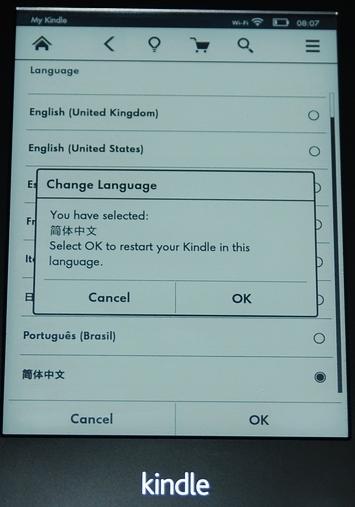 My Kindle
Wi-Fi
08:07
Language
English (United Kingdom)
English (United States)
Change Language
You have selected:
简体中文
Select OK to restart your Kindle in this
language.
Cancel
OK
日
Português (Brasil)
简体中文
Cancel
OK
kindle